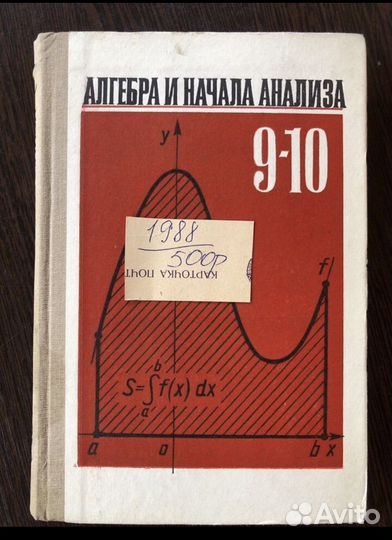 АЛГЕБРА И НАЧАЛА АНАЛИЗА
9-10
y
1988
500р
КАРТОЧКА ПОЧТ
f
S=∫f(x) dx
b
a
a
o
b x
Avito